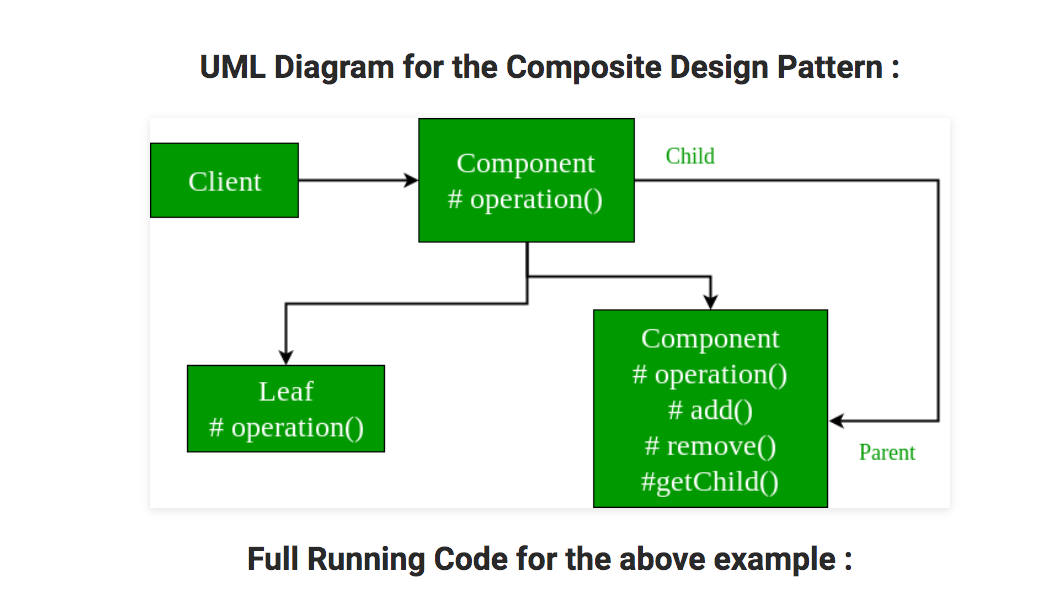 UML Diagram for the Composite Design Pattern :
Client
Component
# operation()
Child
Leaf
# operation()
Component
# operation()
# add()
# remove()
#getChild()
Parent
Full Running Code for the above example :